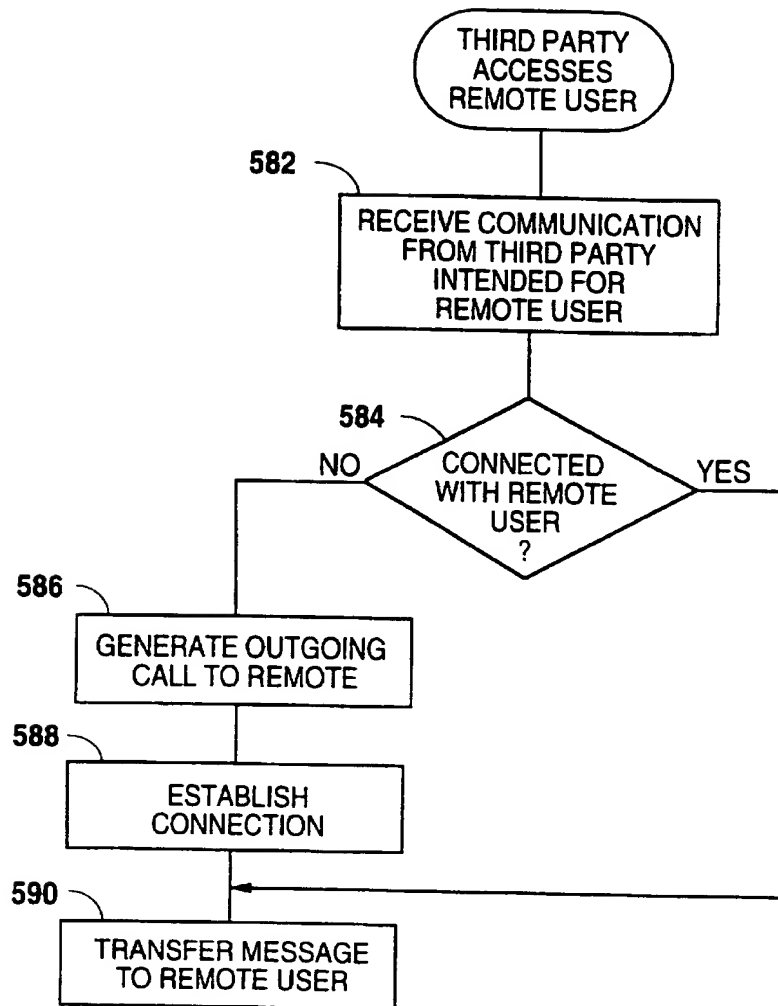 THIRD PARTY
ACCESSES
REMOTE USER
582
RECEIVE COMMUNICATION
FROM THIRD PARTY
INTENDED FOR
REMOTE USER
584
NO
CONNECTED
WITH REMOTE
USER
?
YES
586
GENERATE OUTGOING
CALL TO REMOTE
588
ESTABLISH
CONNECTION
590
TRANSFER MESSAGE
TO REMOTE USER